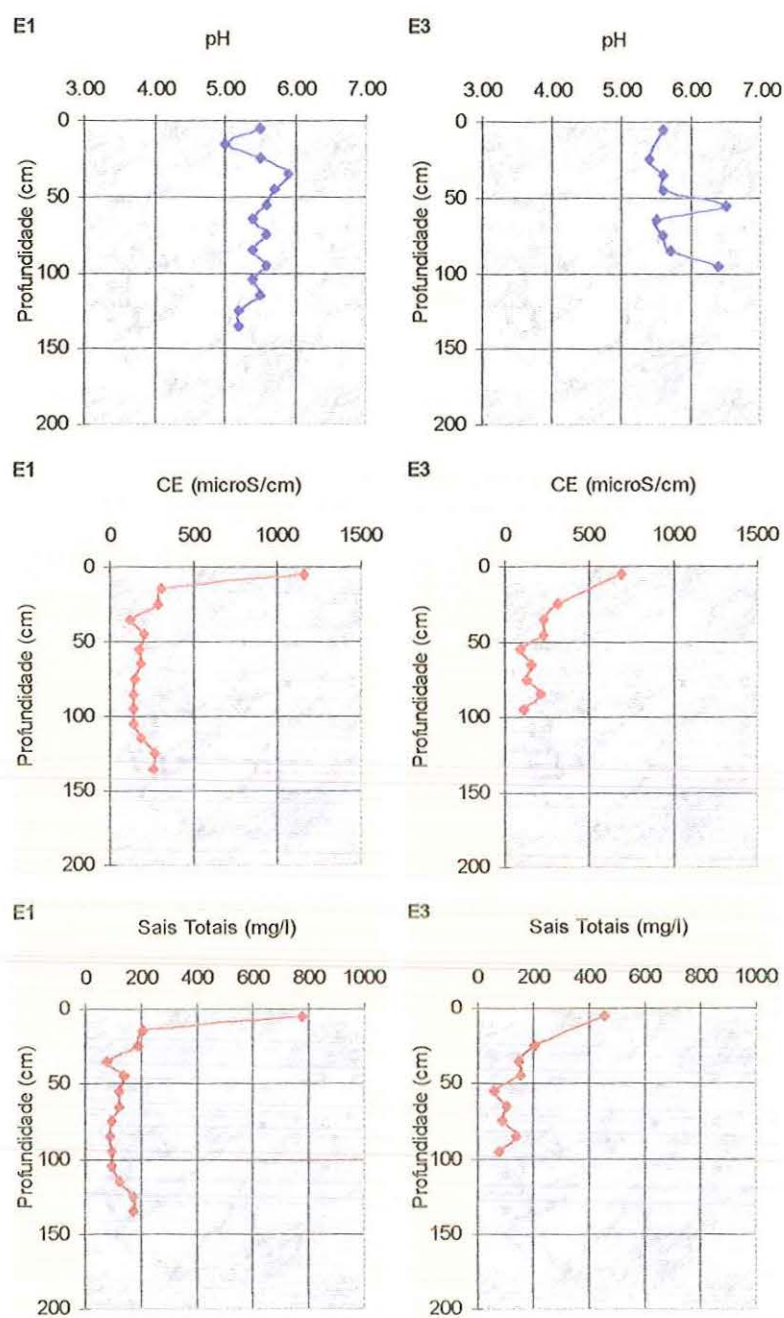 E1
pH
3.00 4.00 5.00 6.00 7.00
0
50
100
150
200
Profundidade (cm)
E3
pH
3.00 4.00 5.00 6.00 7.00
0
50
100
150
200
Profundidade (cm)
E1
CE (microS/cm)
0 500 1000 1500
0
50
100
150
200
Profundidade (cm)
E3
CE (microS/cm)
0 500 1000 1500
0
50
100
150
200
Profundidade (cm)
E1
Sais Totais (mg/l)
0 200 400 600 800 1000
0
50
100
150
200
Profundidade (cm)
E3
Sais Totais (mg/l)
0 200 400 600 800 1000
0
50
100
150
200
Profundidade (cm)